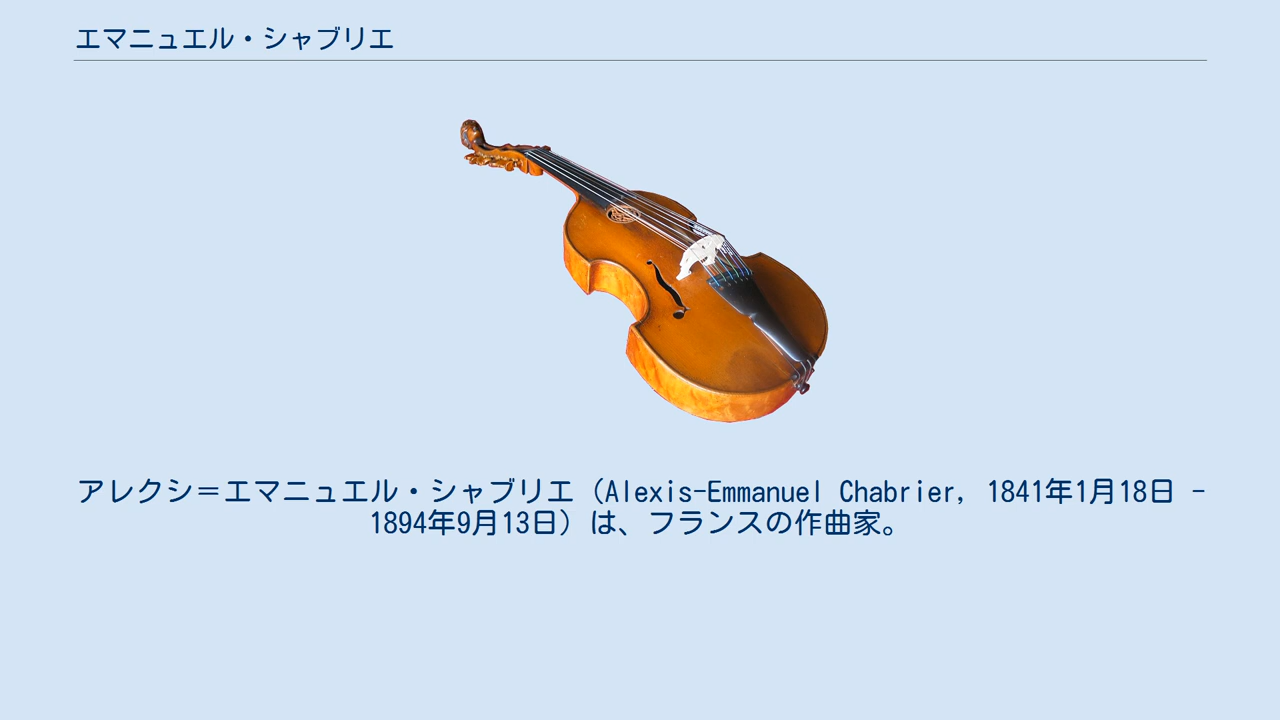 エマニュエル・シャブリエ
アレクシ＝エマニュエル・シャブリエ（Alexis-Emmanuel Chabrier, 1841年1月18日 -
1894年9月13日）は、フランスの作曲家。